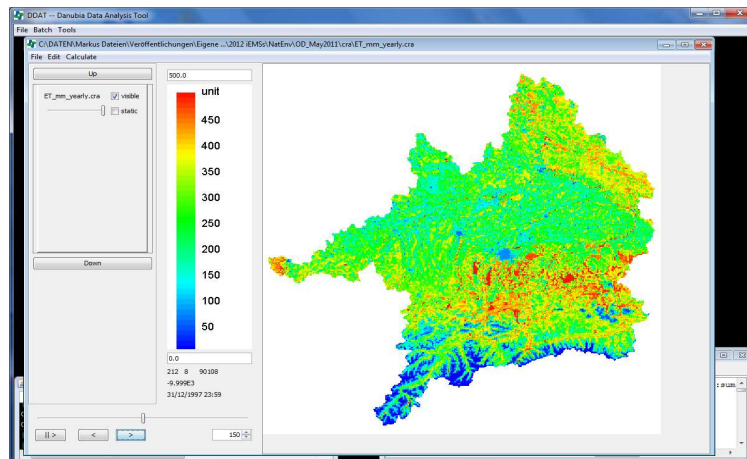 DDAT -- Danubia Data Analysis Tool
File Batch Tools
C:\DATEN\Markus Dateien\Veröffentlichungen\Eigene ...\2012 iEMSs\NatEnv\OD_May2011\cra\ET_mm_yearly.cra
File Edit Calculate
Up
500.0
ET_mm_yearly.cra visible
static
unit
450
400
350
300
250
200
150
100
50
Down
0.0
212 8 90108
-9.999E3
31/12/1997 23:59
|| >
<
>
150
:sum